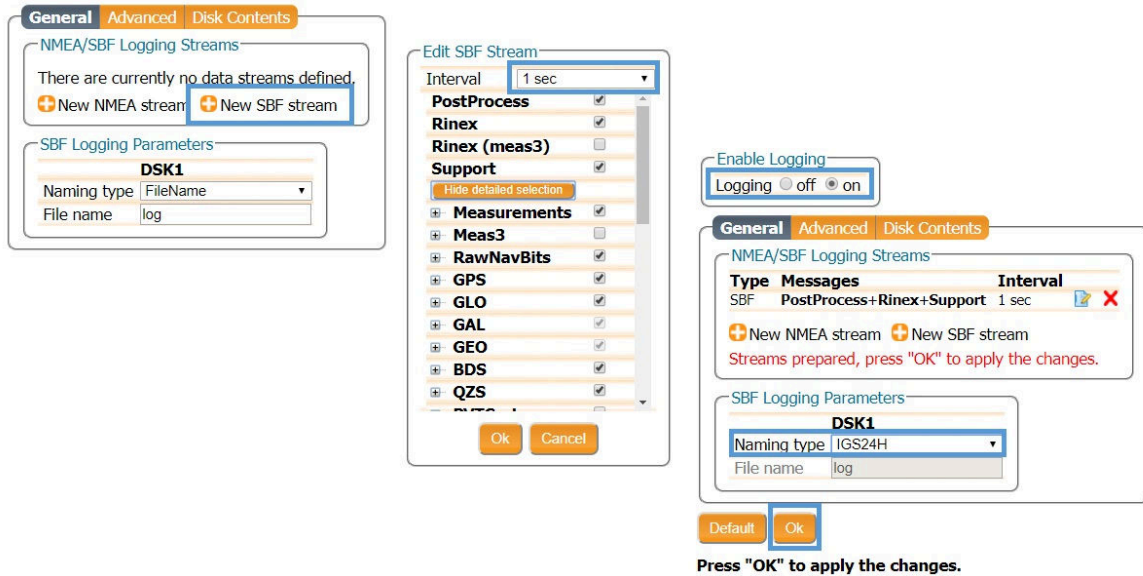 General Advanced Disk Contents
NMEA/SBF Logging Streams
There are currently no data streams defined.
New NMEA stream New SBF stream
SBF Logging Parameters
DSK1
Naming type FileName
File name log
Edit SBF Stream
Interval 1 sec
PostProcess
Rinex
Rinex (meas3)
Support
Hide detailed selection
Measurements
Meas3
RawNavBits
GPS
GLO
GAL
GEO
BDS
QZS
Ok Cancel
Enable Logging
Logging off on
General Advanced Disk Contents
NMEA/SBF Logging Streams
Type Messages Interval
SBF PostProcess+Rinex+Support 1 sec
New NMEA stream New SBF stream
Streams prepared, press "OK" to apply the changes.
SBF Logging Parameters
DSK1
Naming type IGS24H
File name log
Default Ok
Press "OK" to apply the changes.